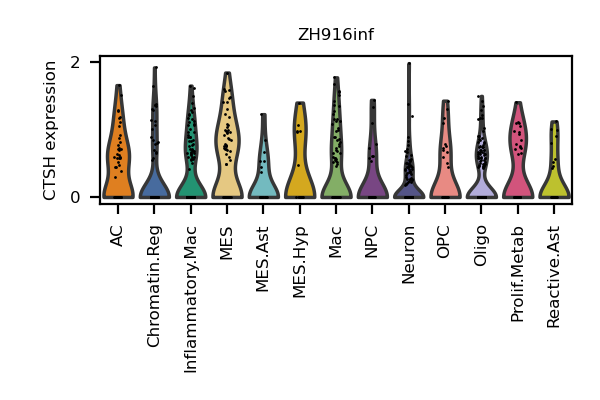 ZH916inf
CTSH expression
2
0
AC
Chromatin.Reg
Inflammatory.Mac
MES
MES.Ast
MES.Hyp
Mac
NPC
Neuron
OPC
Oligo
Prolif.Metab
Reactive.Ast